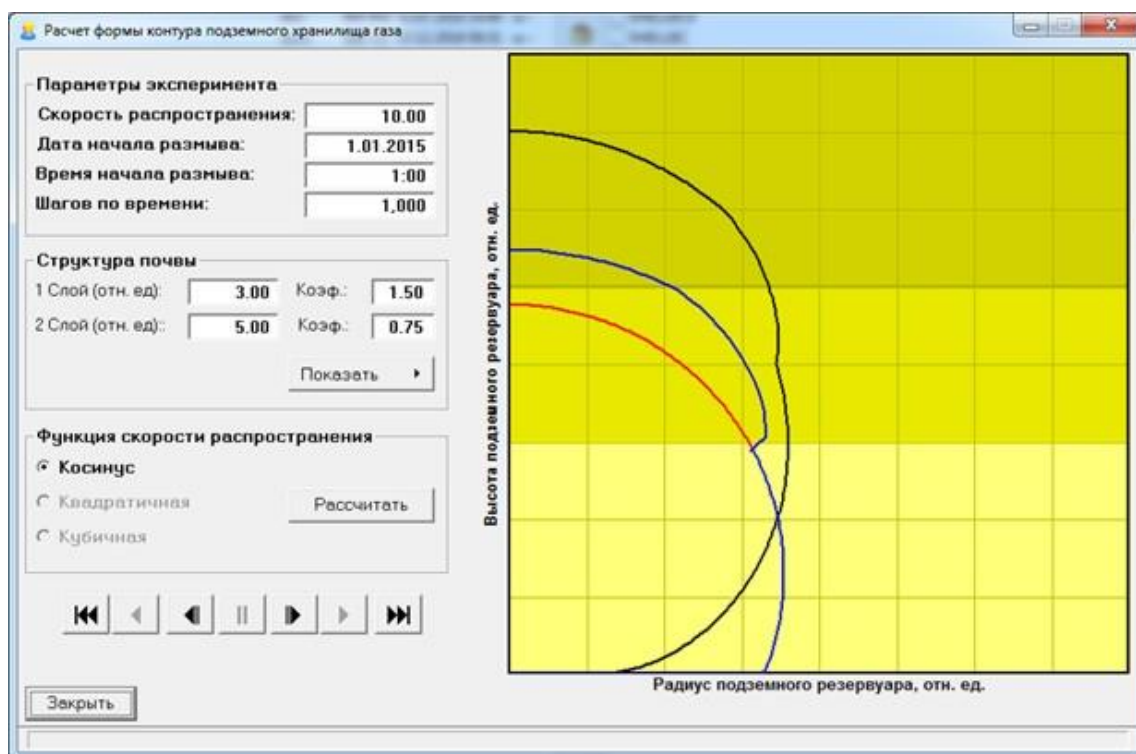 Расчет формы контура подземного хранилища газа
Параметры эксперимента
Скорость распространения: 10.00
Дата начала размыва: 1.01.2015
Время начала размыва: 1:00
Шагов по времени: 1,000
Структура почвы
1 Слой (отн. ед): 3.00 Коэф.: 1.50
2 Слой (отн. ед):: 5.00 Коэф.: 0.75
Показать
Функция скорости распространения
Косинус
Квадратичная
Рассчитать
Кубичная
Закрыть
Высота подземного резервуара, отн. ед.
Радиус подземного резервуара, отн. ед.